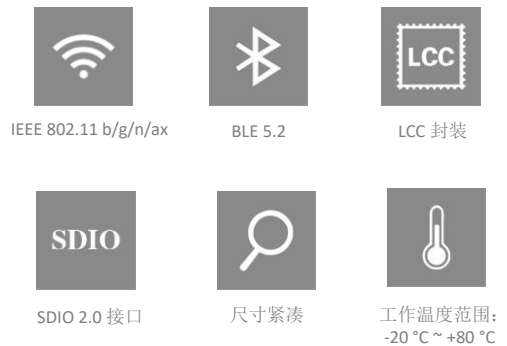 LCC
IEEE 802.11 b/g/n/ax
BLE 5.2
LCC 封装
SDIO
SDIO 2.0 接口
尺寸紧凑
工作温度范围：
-20 °C ~ +80 °C